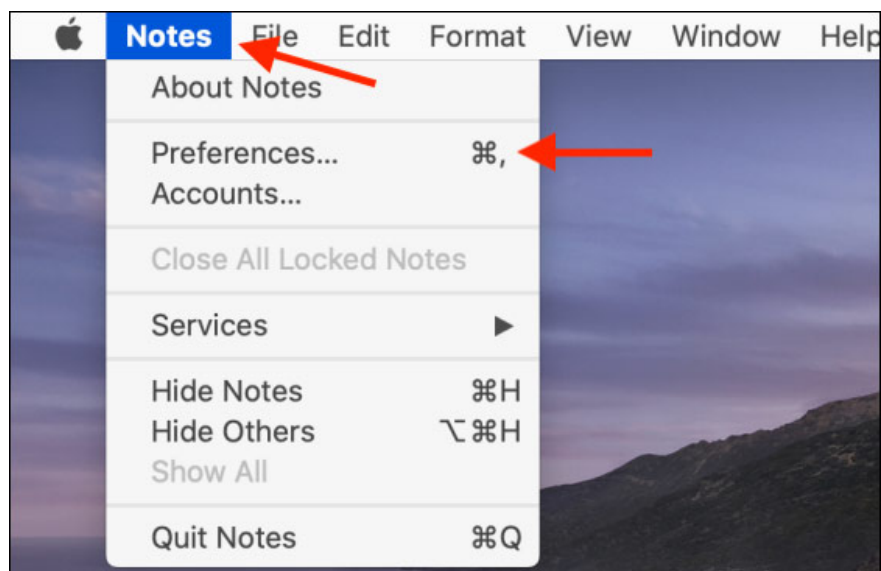 Notes File Edit Format View Window Help
About Notes
Preferences... ⌘,
Accounts...
Close All Locked Notes
Services ▶
Hide Notes ⌘H
Hide Others ⌥⌘H
Show All
Quit Notes ⌘Q